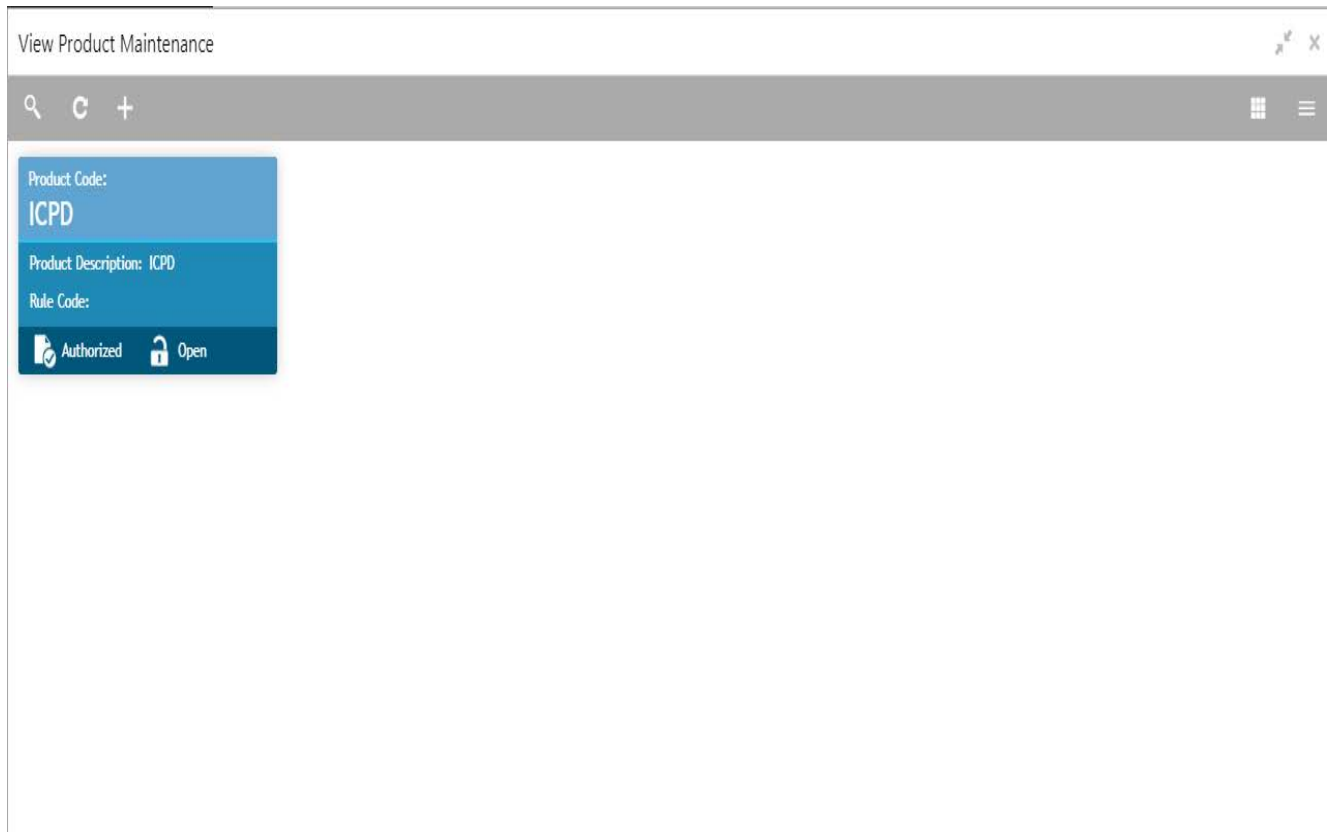 View Product Maintenance
Product Code:
ICPD
Product Description: ICPD
Rule Code:
Authorized Open